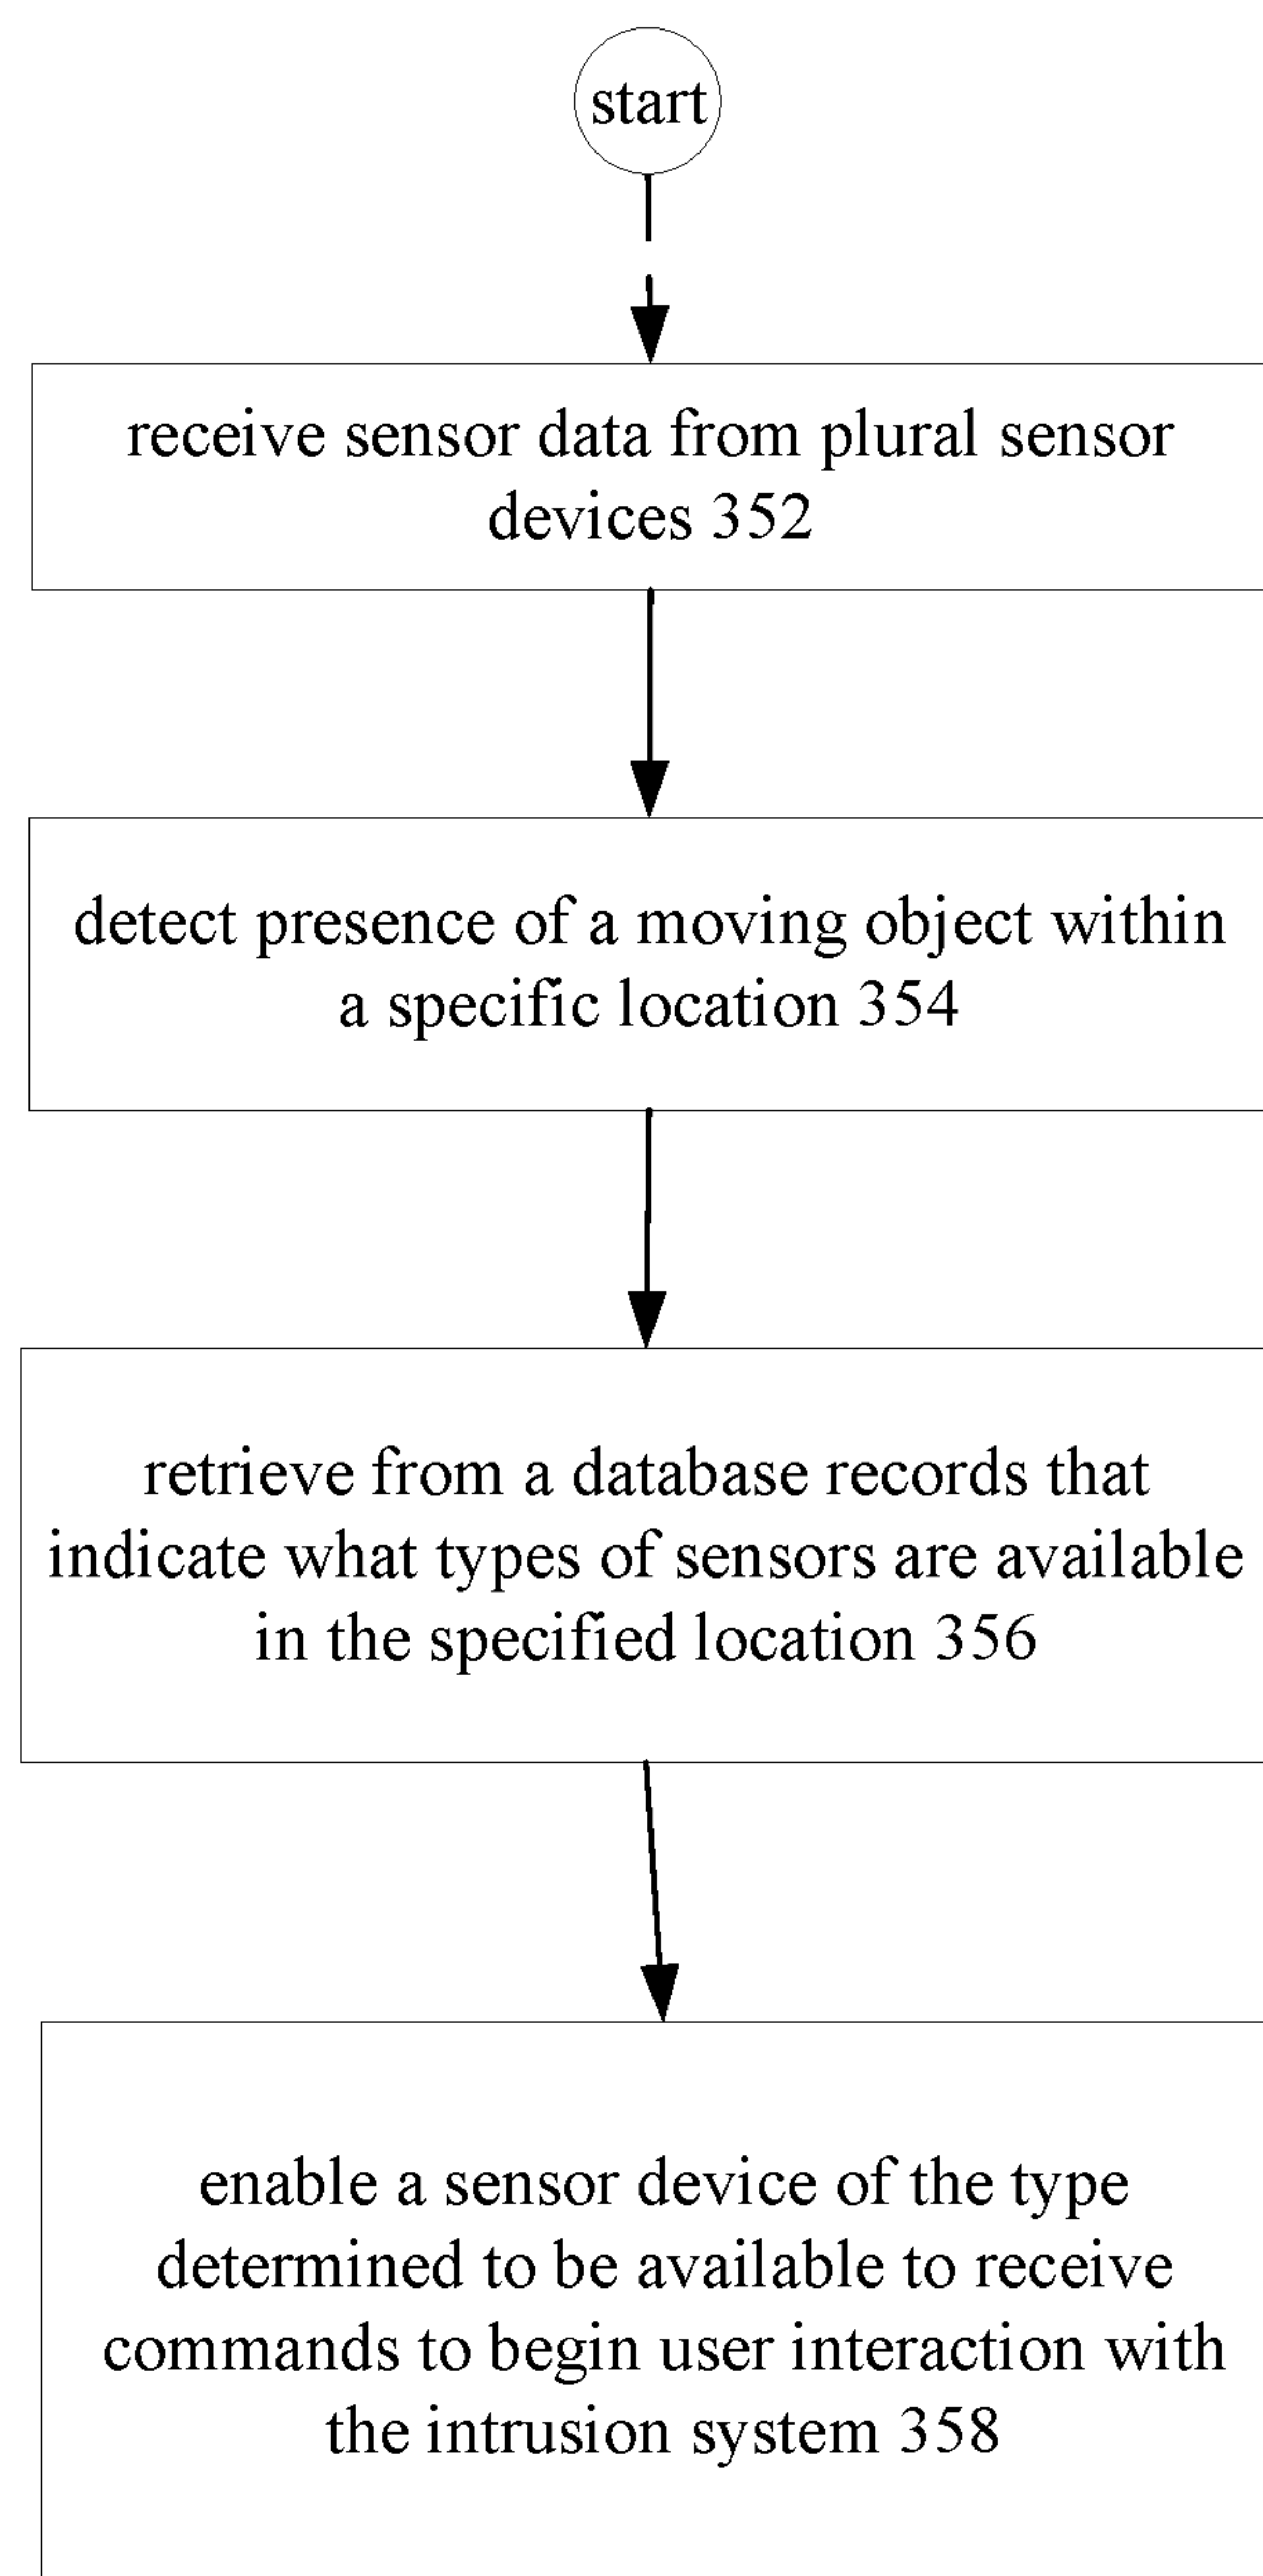 start
receive sensor data from plural sensor
devices 352
detect presence of a moving object within
a specific location 354
retrieve from a database records that
indicate what types of sensors are available
in the specified location 356
enable a sensor device of the type
determined to be available to receive
commands to begin user interaction with
the intrusion system 358